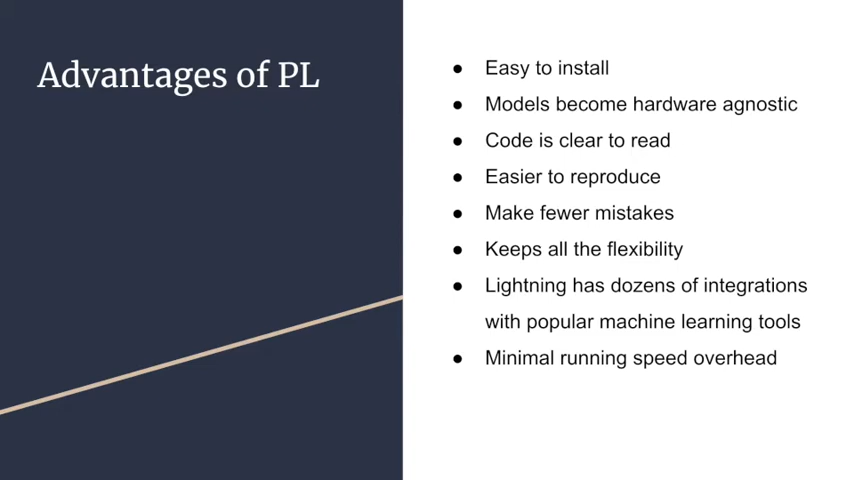 Advantages of PL
● Easy to install
● Models become hardware agnostic
● Code is clear to read
● Easier to reproduce
● Make fewer mistakes
● Keeps all the flexibility
● Lightning has dozens of integrations
with popular machine learning tools
● Minimal running speed overhead